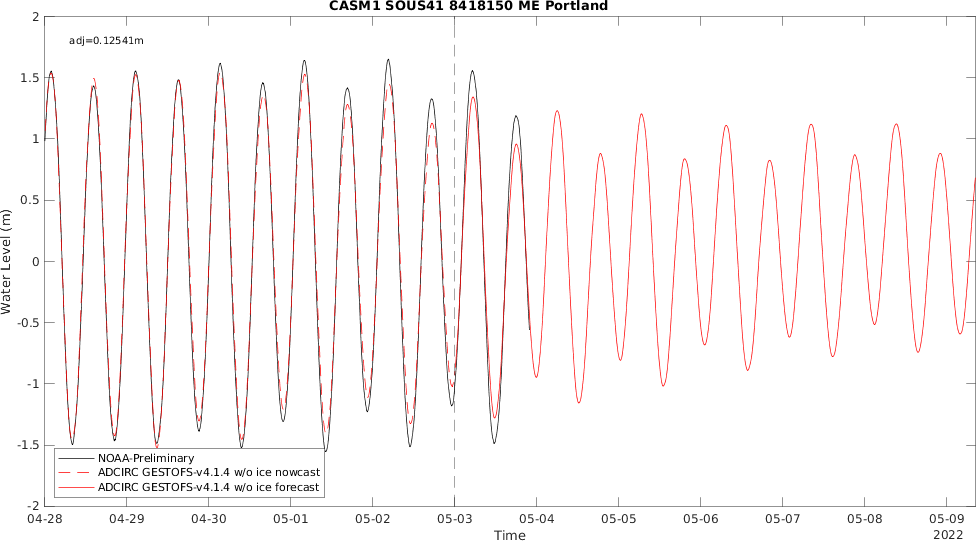 CASM1 SOUS41 8418150 ME Portland
adj=0.12541m
2
1.5
1
0.5
0
-0.5
-1
-1.5
-2
Water Level (m)
NOAA-Preliminary
ADCIRC GESTOFS-v4.1.4 w/o ice nowcast
ADCIRC GESTOFS-v4.1.4 w/o ice forecast
04-28 04-29 04-30 05-01 05-02 05-03 05-04 05-05 05-06 05-07 05-08 05-09
2022
Time